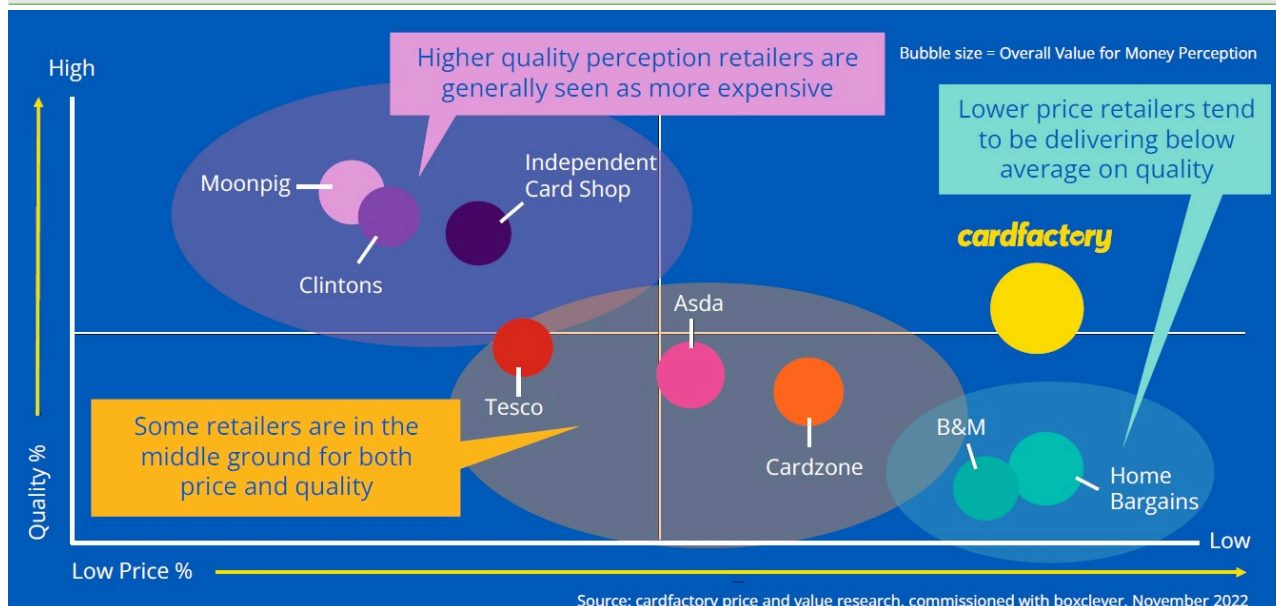 Bubble size = Overall Value for Money Perception
High
Higher quality perception retailers are
generally seen as more expensive
Lower price retailers tend
to be delivering below
average on quality
Moonpig
Independent
Card Shop
Clintons
cardfactory
Asda
Tesco
Some retailers are in the
middle ground for both
price and quality
Cardzone
B&M
Home
Bargains
Quality %
Low
Low Price %
Source: cardfactory price and value research, commissioned with boxclever, November 2022